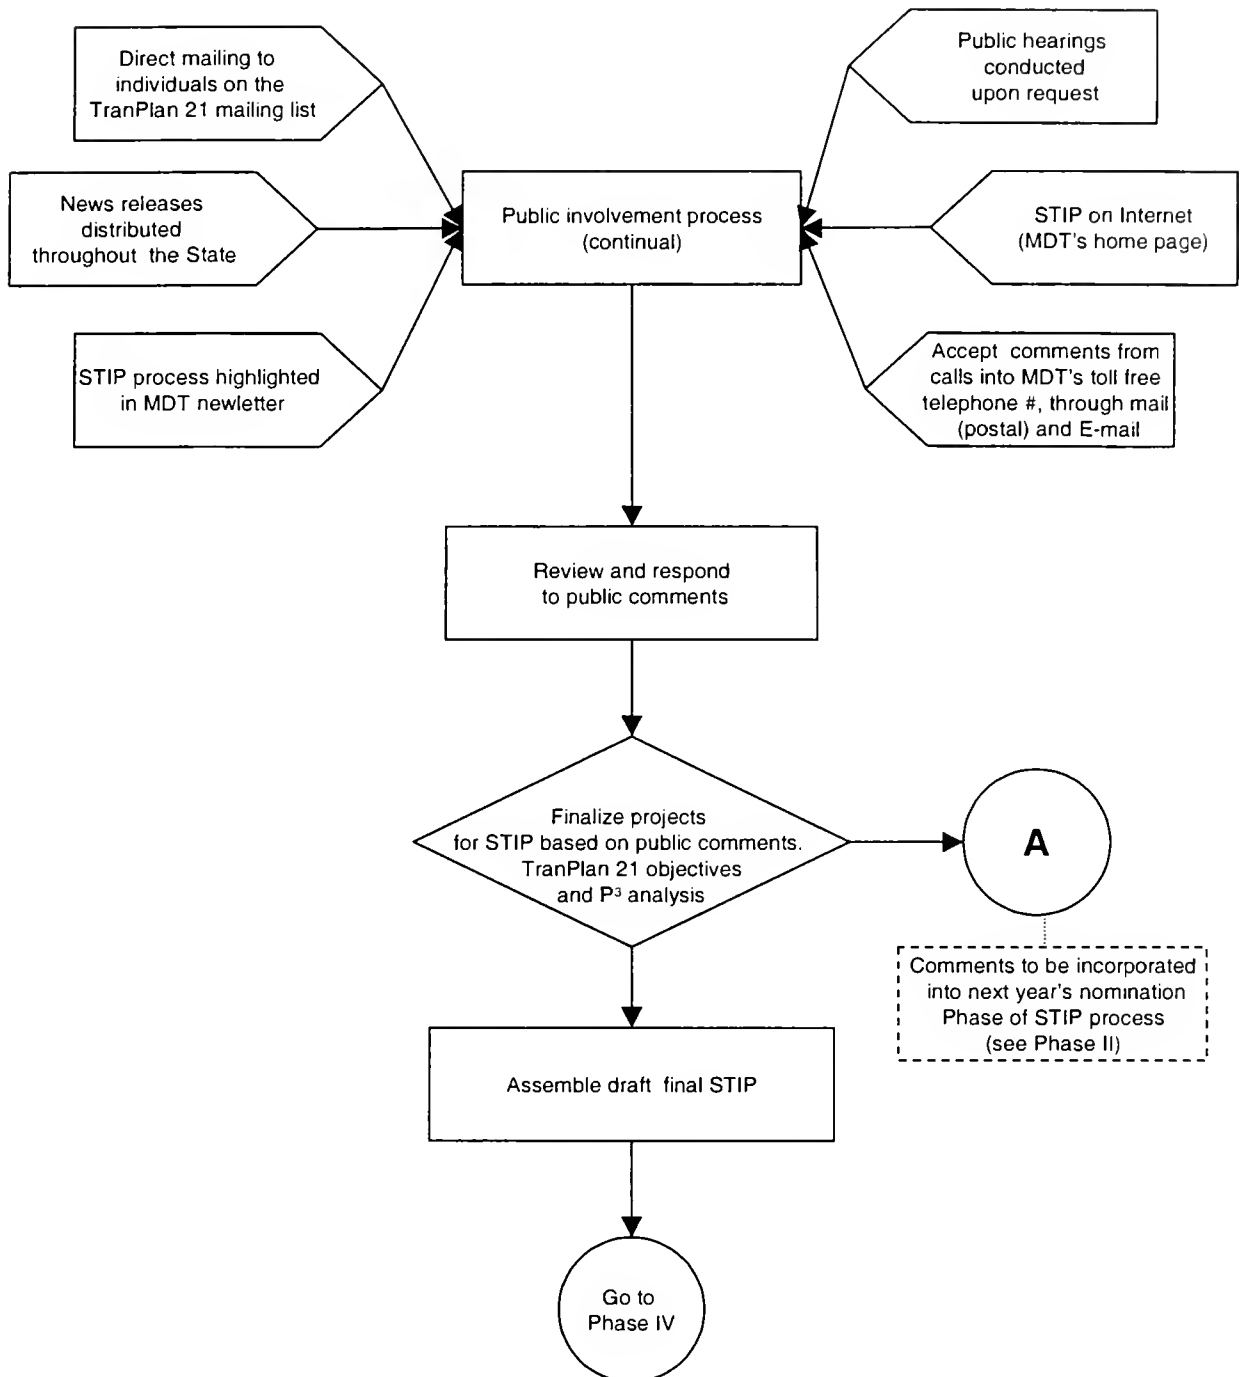 Direct mailing to
individuals on the
TranPlan 21 mailing list
Public hearings
conducted
upon request
News releases
distributed
throughout the State
Public involvement process
(continual)
STIP on Internet
(MDT's home page)
STIP process highlighted
in MDT newletter
Accept comments from
calls into MDT's toll free
telephone #, through mail
(postal) and E-mail
Review and respond
to public comments
Finalize projects
for STIP based on public comments.
TranPlan 21 objectives
and P³ analysis
A
Comments to be incorporated
into next year's nomination
Phase of STIP process
(see Phase II)
Assemble draft final STIP
Go to
Phase IV